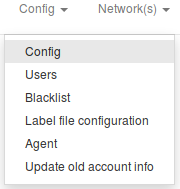 Config Network(s)
Config
Users
Blacklist
Label file configuration
Agent
Update old account info